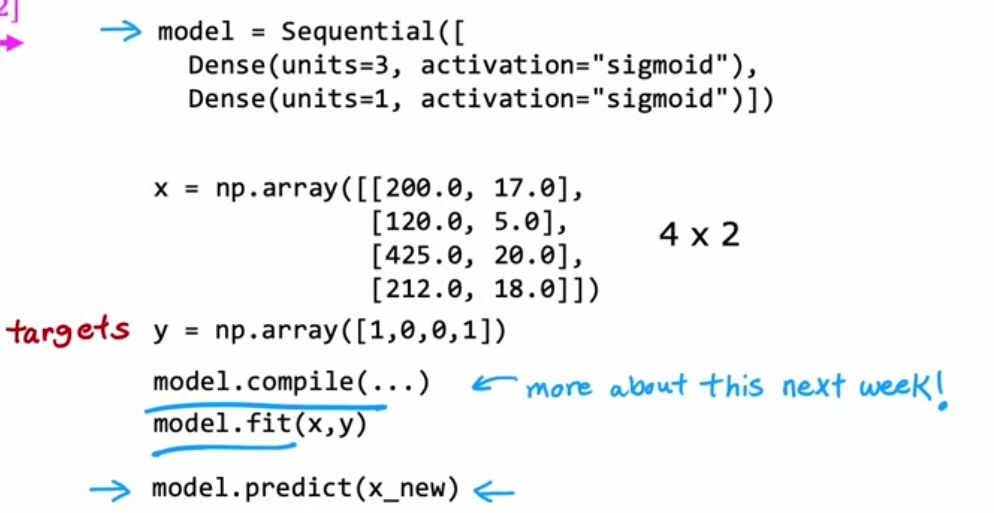 2]
model = Sequential([
Dense(units=3, activation="sigmoid"),
Dense(units=1, activation="sigmoid")])
x = np.array([[200.0, 17.0],
[120.0, 5.0],
[425.0, 20.0],
[212.0, 18.0]])
4 x 2
targets y = np.array([1,0,0,1])
model.compile(...) ← more about this next week!
model.fit(x,y)
→ model.predict(x_new) ←